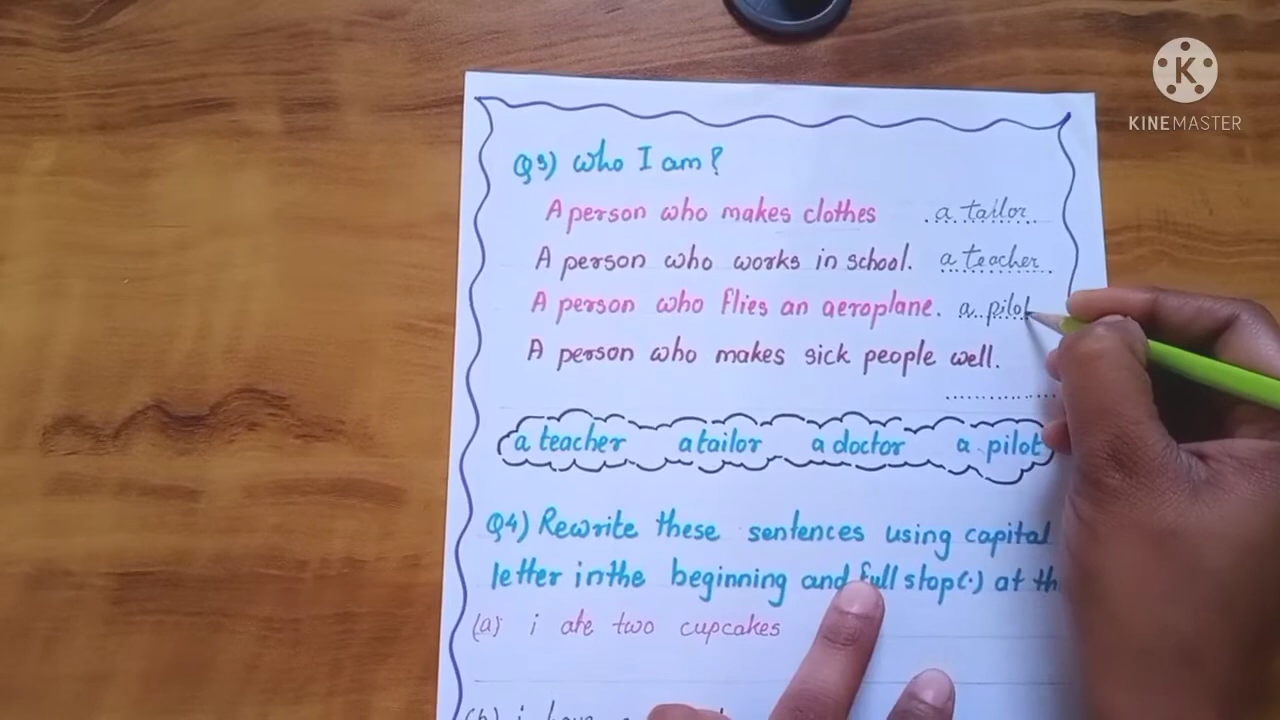 KINEMASTER
Q3) Who I am?
A person who makes clothes a tailor
A person who works in school. a teacher
A person who flies an aeroplane. a pilot
A person who makes sick people well.
a teacher a tailor a doctor a pilot
Q4) Rewrite these sentences using capital
letter in the beginning and full stop(.) at th
(a) i ate two cupcakes
(b) i have